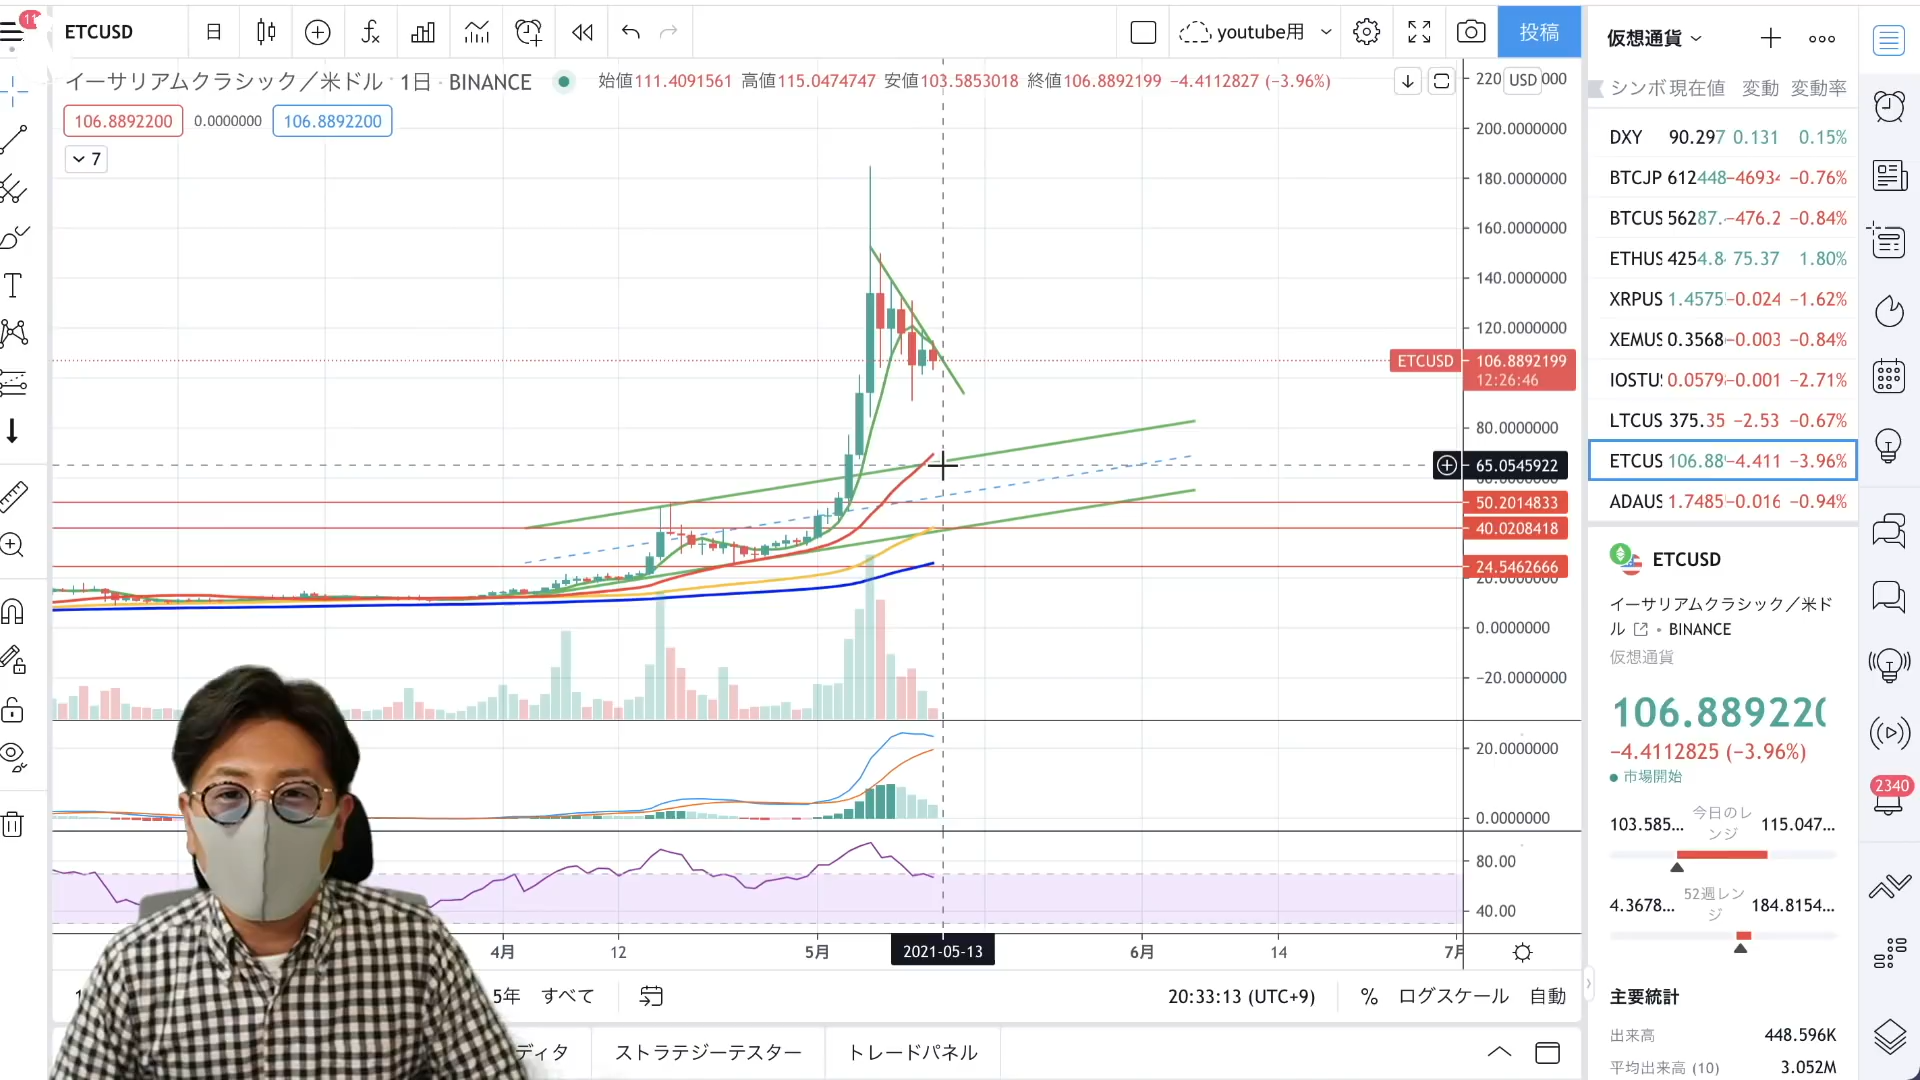 11
ETCUSD
日
youtube用
投稿
イーサリアムクラシック／米ドル · 1日 · BINANCE
始値111.4091561 高値115.0474747 安値103.5853018 終値106.8892199 −4.4112827 (−3.96%)
106.8892200 0.0000000 106.8892200
7
USD
200.0000000
180.0000000
160.0000000
140.0000000
120.0000000
ETCUSD 106.8892199
12:26:46
80.0000000
65.0545922
50.2014833
40.0208418
24.5462666
20.0000000
0.0000000
−20.0000000
20.0000000
0.0000000
80.00
40.00
4月 12 5月 2021-05-13 6月 14 7月
5年 すべて
20:33:13 (UTC+9) % ログスケール 自動
ディタ ストラテジーテスター トレードパネル
仮想通貨
シンボ 現在値 変動 変動率
DXY 90.297 0.131 0.15%
BTCJP 612448 −4693 −0.76%
BTCUS 56287. −476.2 −0.84%
ETHUS 4254.8 75.37 1.80%
XRPUS 1.4575 −0.024 −1.62%
XEMUS 0.3568 −0.003 −0.84%
IOSTU 0.0579 −0.001 −2.71%
LTCUS 375.35 −2.53 −0.67%
ETCUS 106.88 −4.411 −3.96%
ADAUS 1.7485 −0.016 −0.94%
ETCUSD
イーサリアムクラシック／米ド
ル · BINANCE
仮想通貨
106.88922
−4.4112825 (−3.96%)
市場開始
103.585... 今日のレンジ 115.047...
4.3678... 52週レンジ 184.8154...
主要統計
出来高 448.596K
平均出来高 (10) 3.052M
2340